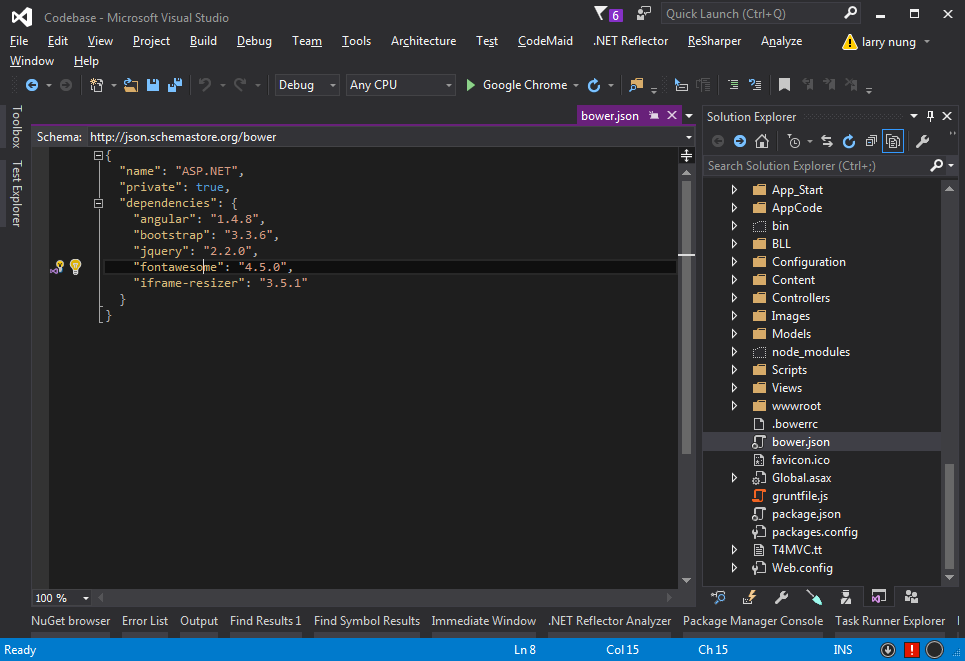 Codebase - Microsoft Visual Studio
6
Quick Launch (Ctrl+Q)
File Edit View Project Build Debug Team Tools Architecture Test CodeMaid .NET Reflector ReSharper Analyze larry nung
Window Help
Debug Any CPU Google Chrome
Toolbox
Test Explorer
bower.json
Schema: http://json.schemastore.org/bower
{
"name": "ASP.NET",
"private": true,
"dependencies": {
"angular": "1.4.8",
"bootstrap": "3.3.6",
"jquery": "2.2.0",
"fontawesome": "4.5.0",
"iframe-resizer": "3.5.1"
}
}
100 %
Solution Explorer
Search Solution Explorer (Ctrl+;)
App_Start
AppCode
bin
BLL
Configuration
Content
Controllers
Images
Models
node_modules
Scripts
Views
wwwroot
.bowerrc
bower.json
favicon.ico
Global.asax
gruntfile.js
package.json
packages.config
T4MVC.tt
Web.config
NuGet browser Error List Output Find Results 1 Find Symbol Results Immediate Window .NET Reflector Analyzer Package Manager Console Task Runner Explorer
Ready Ln 8 Col 15 Ch 15 INS